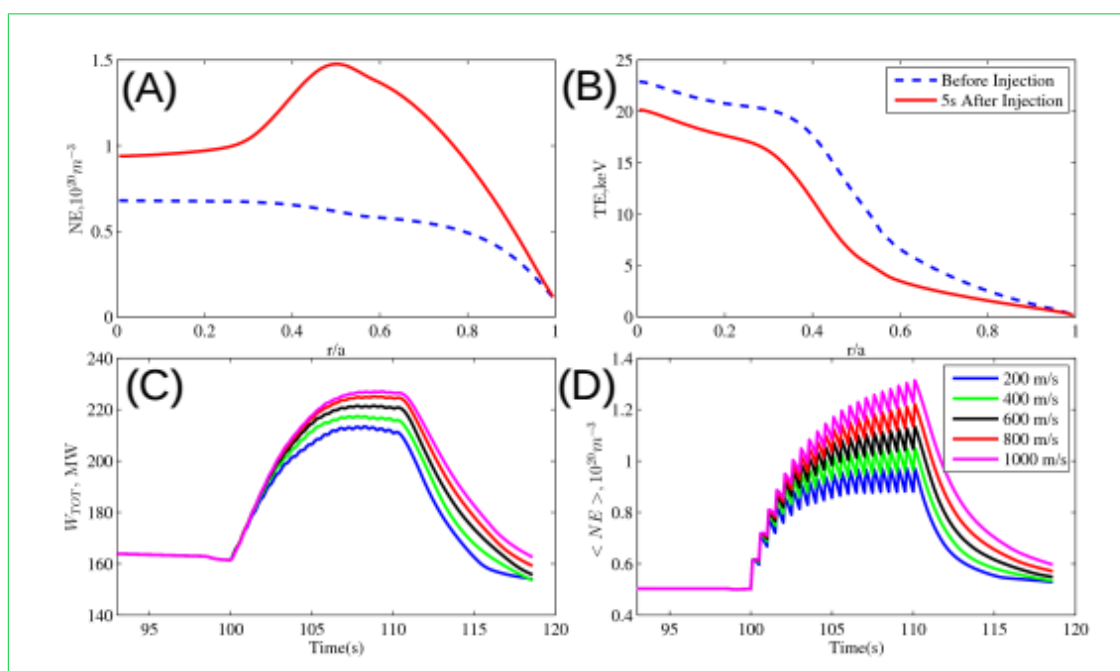 (A)
1.5
1
0.5
0
NE,10^{20}m^{-3}
0 0.2 0.4 0.6 0.8 1
r/a
(B)
25
20
15
10
5
0
TE,keV
Before Injection
5s After Injection
0 0.2 0.4 0.6 0.8 1
r/a
(C)
240
220
200
180
160
140
W_{TOT}, MW
95 100 105 110 115 120
Time(s)
(D)
1.4
1.2
1
0.8
0.6
0.4
< NE >, 10^{20}m^{-3}
200 m/s
400 m/s
600 m/s
800 m/s
1000 m/s
95 100 105 110 115 120
Time(s)